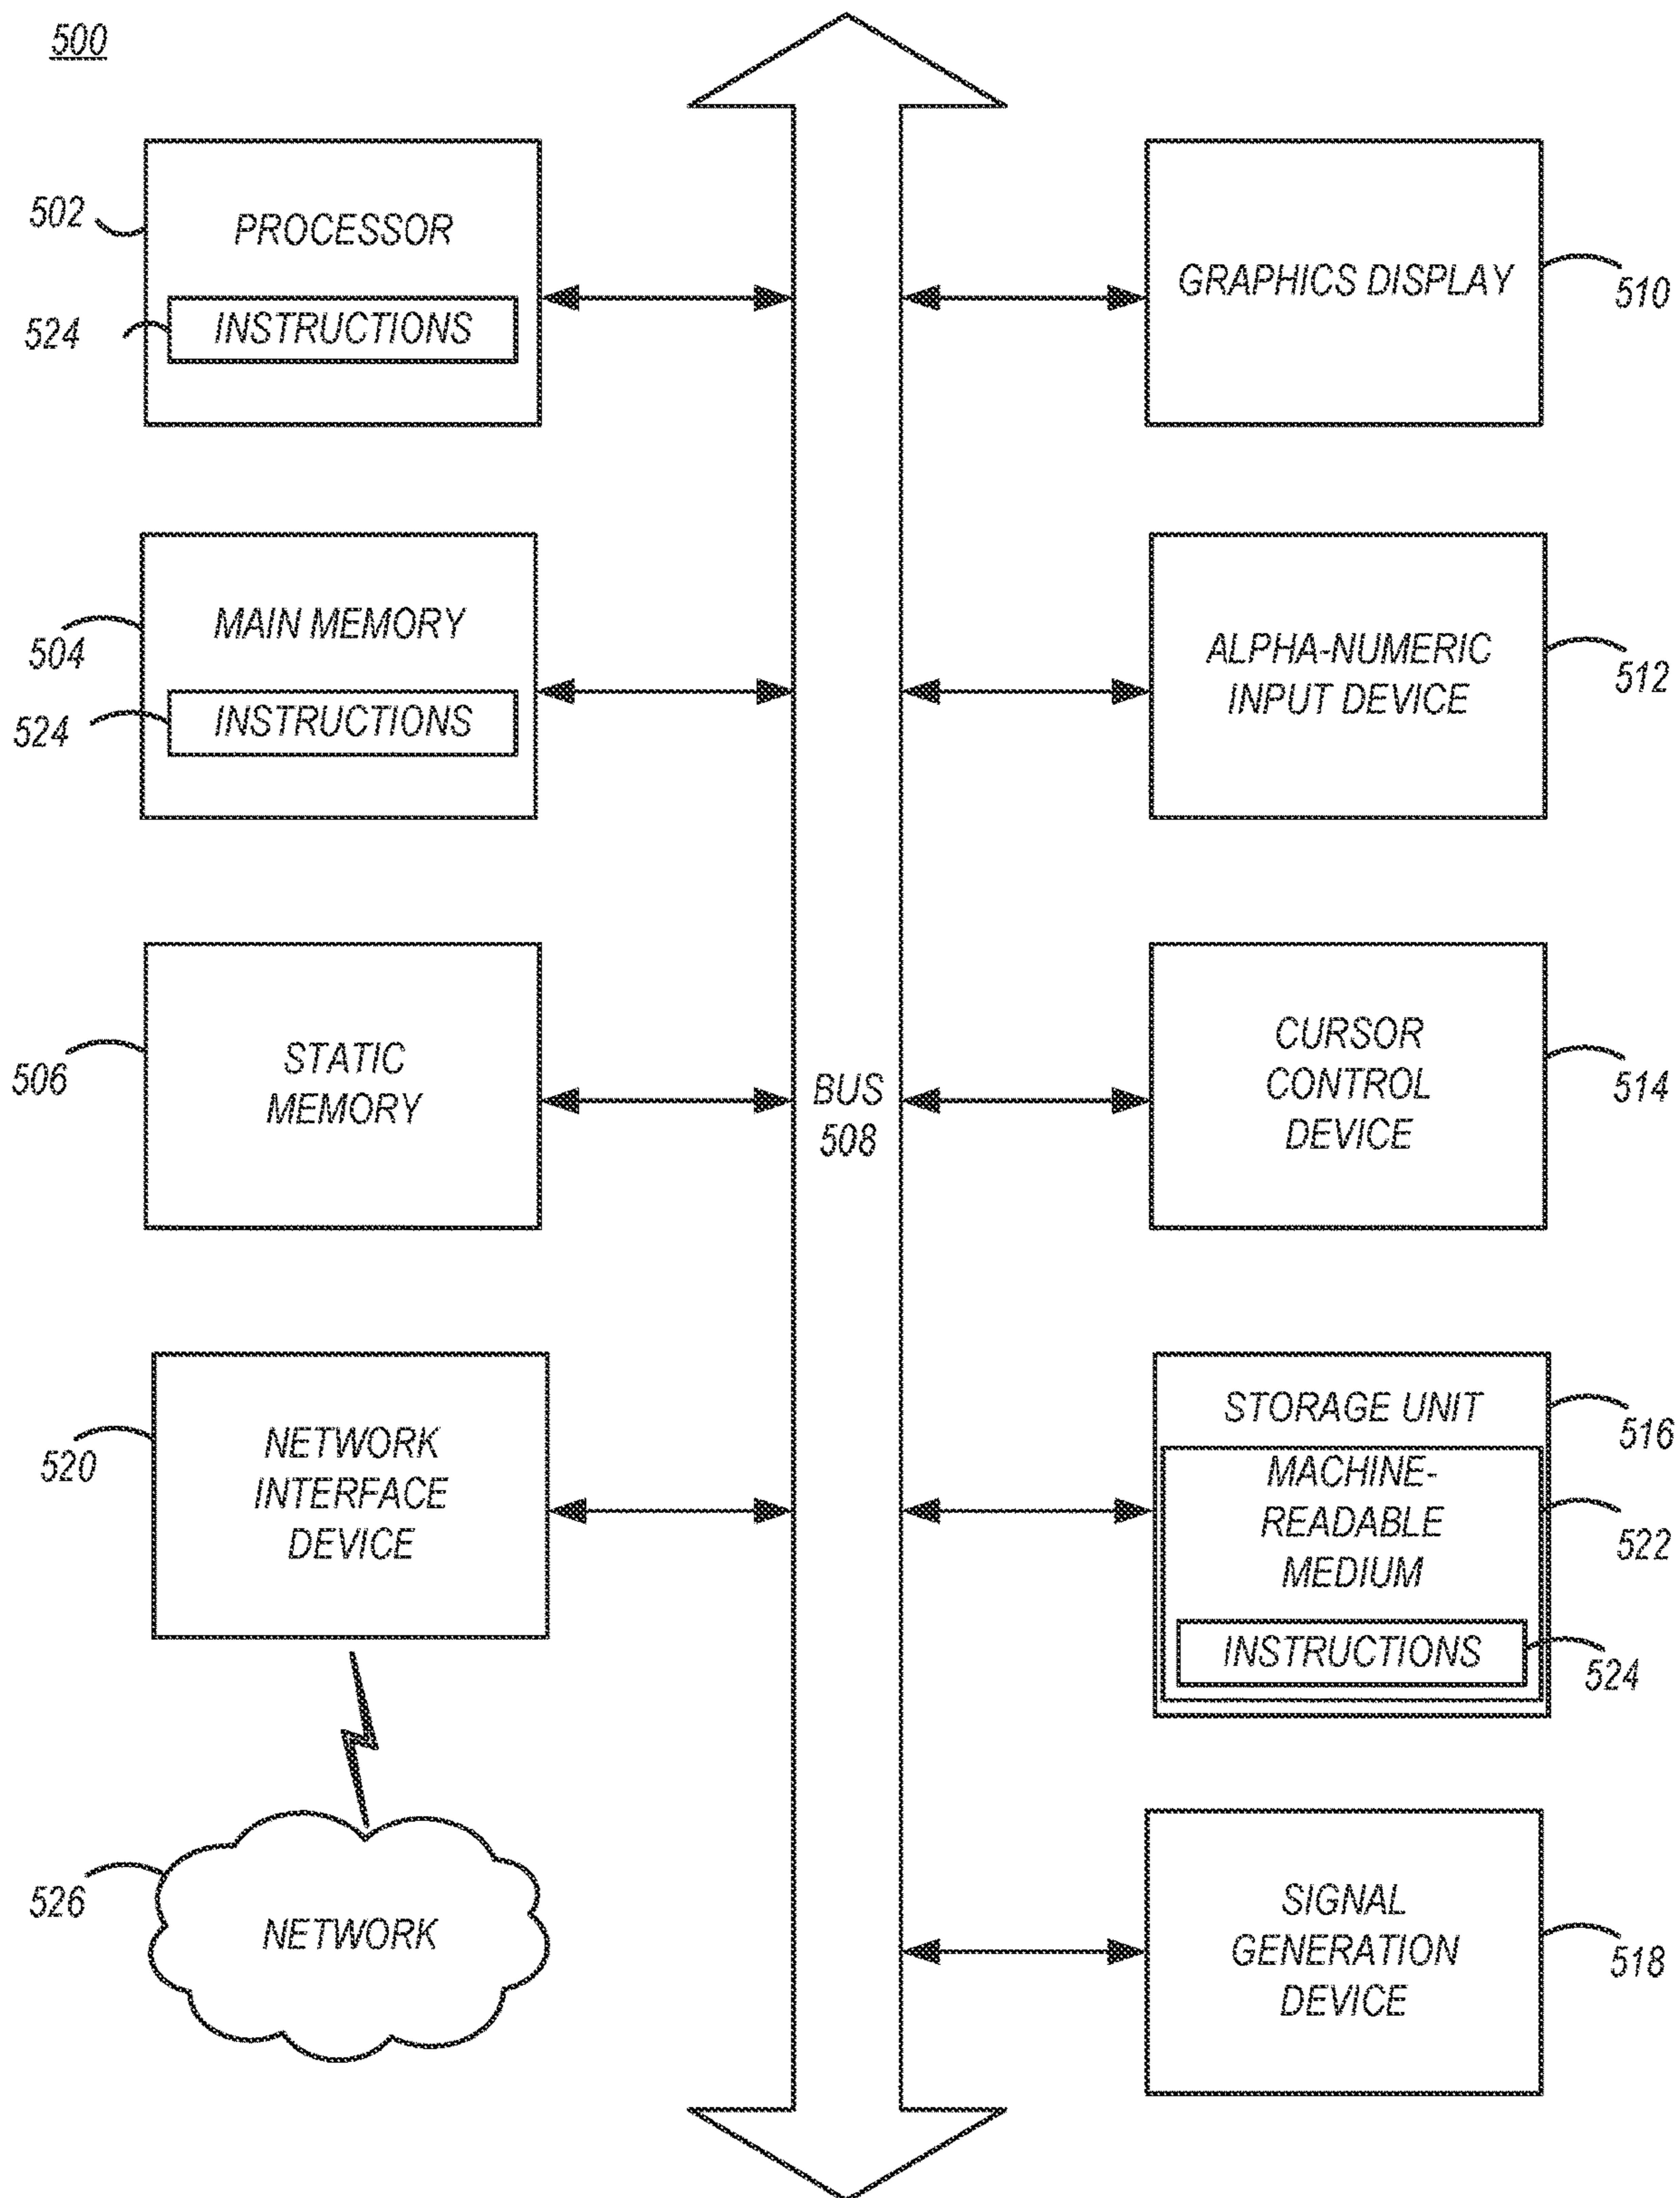 500
502
PROCESSOR
524
INSTRUCTIONS
504
MAIN MEMORY
524
INSTRUCTIONS
506
STATIC
MEMORY
520
NETWORK
INTERFACE
DEVICE
526
NETWORK
BUS
508
GRAPHICS DISPLAY
510
ALPHA-NUMERIC
INPUT DEVICE
512
CURSOR
CONTROL
DEVICE
514
STORAGE UNIT
516
MACHINE-
READABLE
MEDIUM
522
INSTRUCTIONS
524
SIGNAL
GENERATION
DEVICE
518